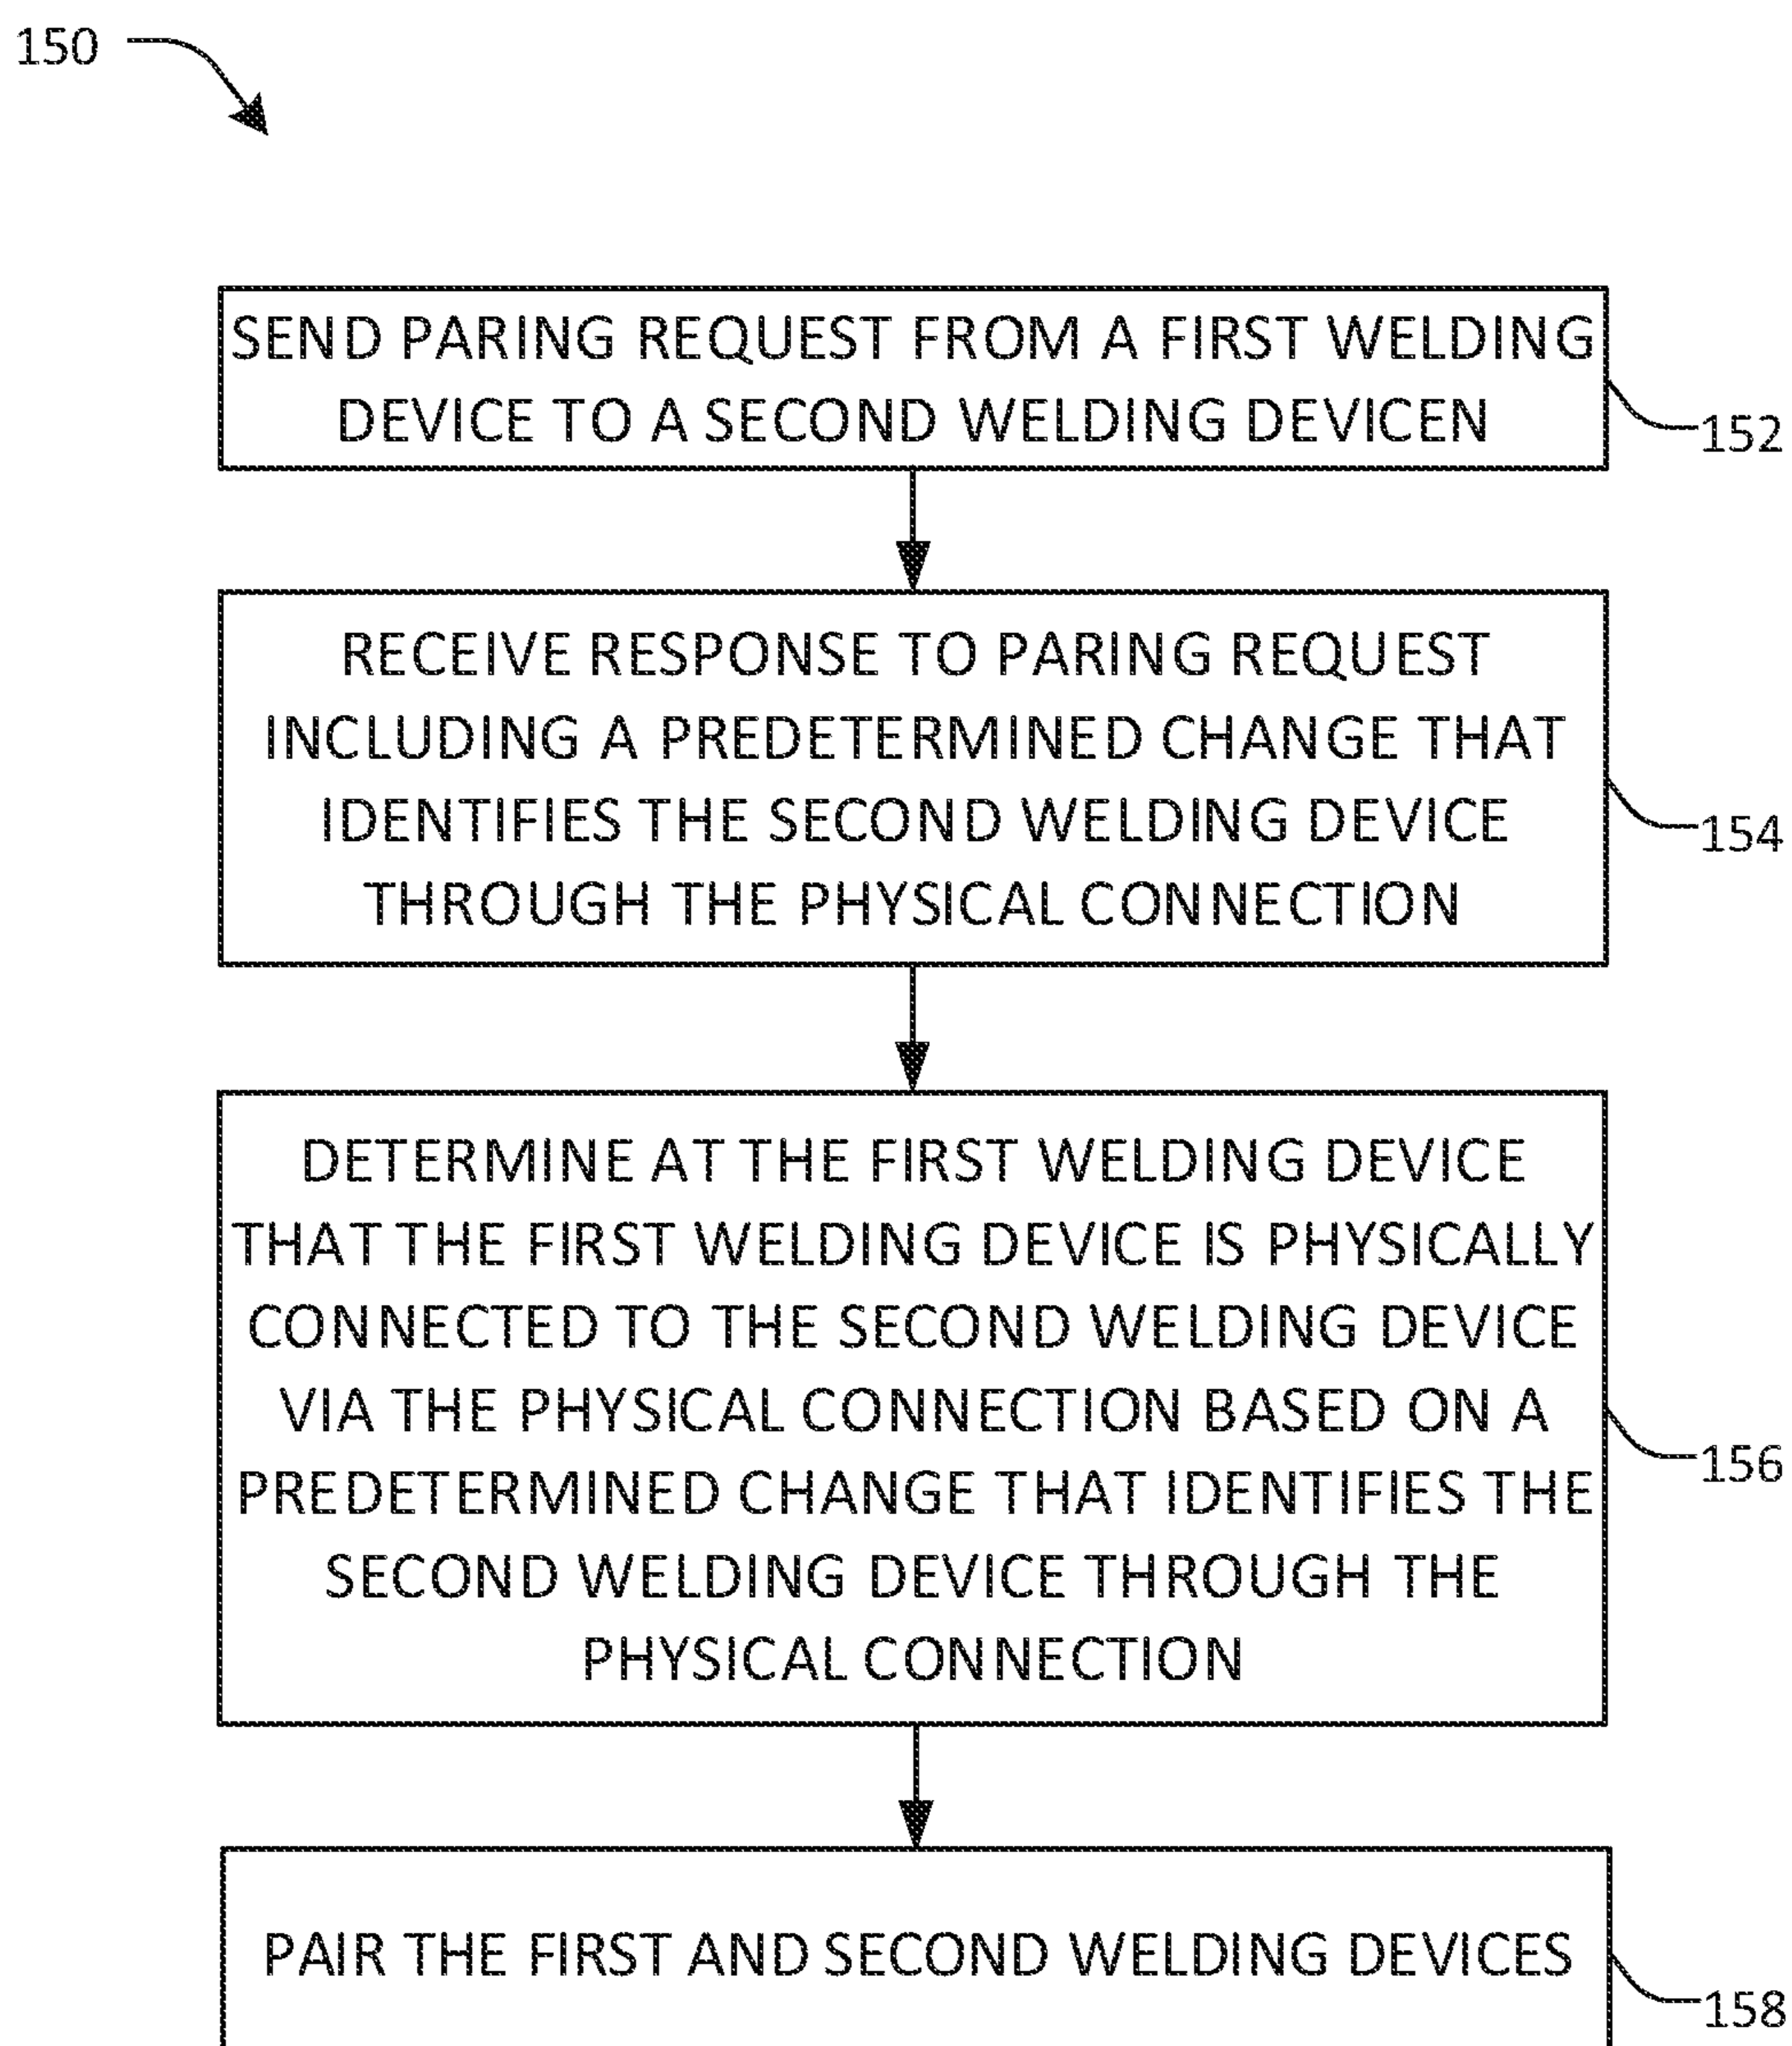 150
SEND PARING REQUEST FROM A FIRST WELDING
DEVICE TO A SECOND WELDING DEVICEN
152
RECEIVE RESPONSE TO PARING REQUEST
INCLUDING A PREDETERMINED CHANGE THAT
IDENTIFIES THE SECOND WELDING DEVICE
THROUGH THE PHYSICAL CONNECTION
154
DETERMINE AT THE FIRST WELDING DEVICE
THAT THE FIRST WELDING DEVICE IS PHYSICALLY
CONNECTED TO THE SECOND WELDING DEVICE
VIA THE PHYSICAL CONNECTION BASED ON A
PREDETERMINED CHANGE THAT IDENTIFIES THE
SECOND WELDING DEVICE THROUGH THE
PHYSICAL CONNECTION
156
PAIR THE FIRST AND SECOND WELDING DEVICES
158